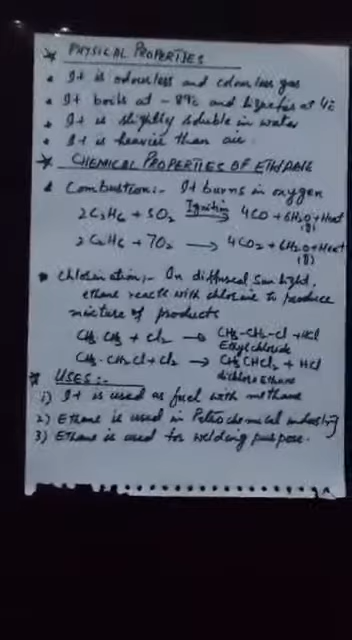 * PHYSICAL PROPERTIES
• It is odourless and colourless gas
• It boils at -89c and liquefies at 4c
• It is slightly soluble in water
• It is heavier than air.
* CHEMICAL PROPERTIES OF ETHANE
• Combustion:- It burns in oxygen
2C2H6 + 5O2 Ignition → 4CO + 6H2O + Heat
(g)
2C2H6 + 7O2 → 4CO2 + 6H2O + Heat
(g)
• Chlorination:- On diffused sun light,
ethane reacts with chlorine to produce
mixture of products
CH3 CH3 + Cl2 → CH3-CH2-Cl + HCl
Ethyl chloride
CH3-CH2Cl + Cl2 → CH3CHCl2 + HCl
dichloro Ethane
* USES:-
1) It is used as fuel with methane
2) Ethane is used in Petrochemical industry
3) Ethane is used for welding purpose.